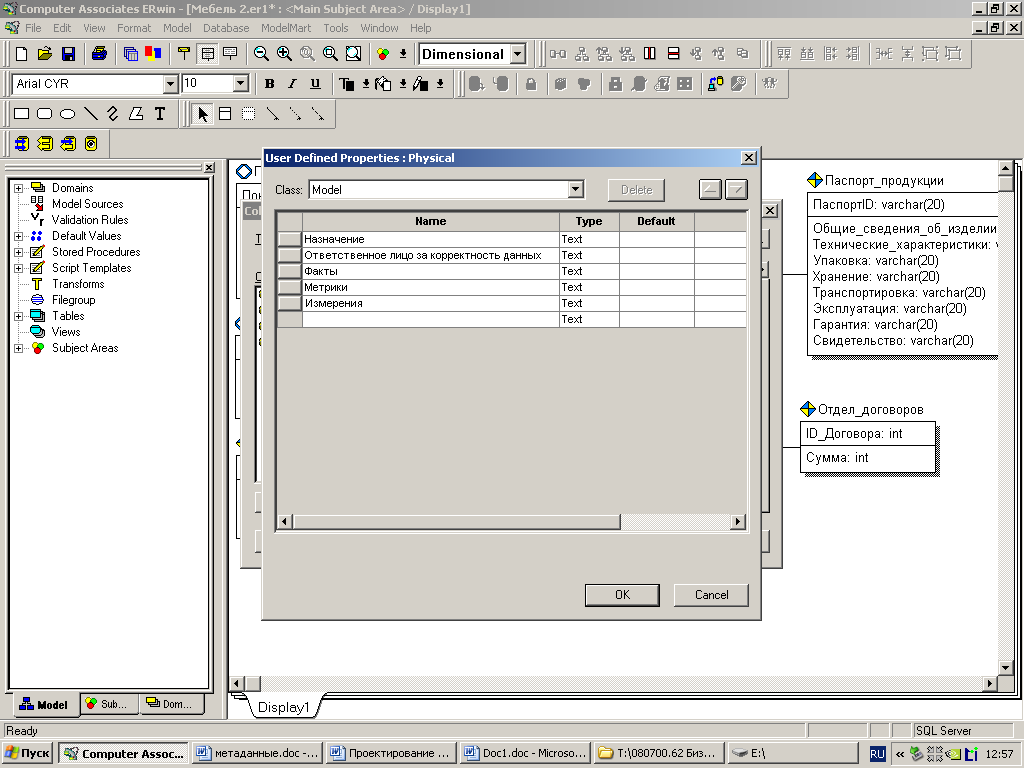 Computer Associates ERwin - [Мебель 2.er1* : <Main Subject Area> / Display1]
File Edit View Format Model Database ModelMart Tools Window Help
Dimensional
Arial CYR 10 B I U
T
User Defined Properties : Physical
Class: Model Delete
Name Type Default
Назначение Text
Ответственное лицо за корректность данных Text
Факты Text
Метрики Text
Измерения Text
Text
OK Cancel
Domains
Model Sources
Validation Rules
Default Values
Stored Procedures
Script Templates
Transforms
Filegroup
Tables
Views
Subject Areas
Model Sub... Dom...
Паспорт_продукции
ПаспортID: varchar(20)
Общие_сведения_об_изделии
Технические_характеристики:
Упаковка: varchar(20)
Хранение: varchar(20)
Транспортировка: varchar(20)
Эксплуатация: varchar(20)
Гарантия: varchar(20)
Свидетельство: varchar(20)
Отдел_договоров
ID_Договора: int
Сумма: int
Display1
Ready SQL Server
Пуск Computer Assoc... метаданные.doc -... Проектирование ... Doc1.doc - Microso... T:\080700.62 Биз... E:\ RU « 12:57